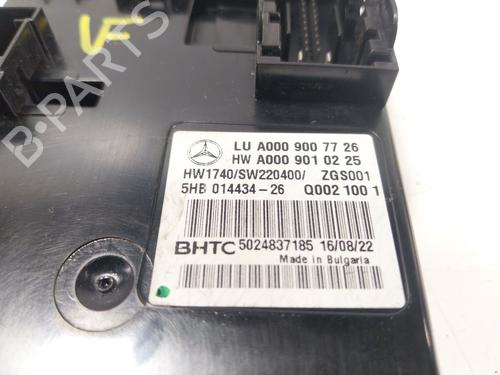 VF
LU A000 900 77 26
HW A000 901 02 25
HW1740/SW220400/ ZGS001
5HB 014434-26 Q002 100 1
BHTC 5024837185 16/08/22
Made in Bulgaria
B-PARTS